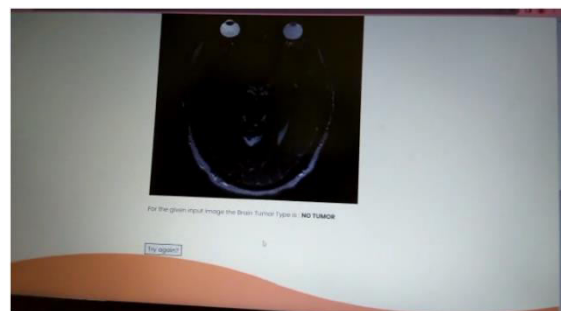 For the given input image the Brain Tumor Type is : NO TUMOR
Try again?